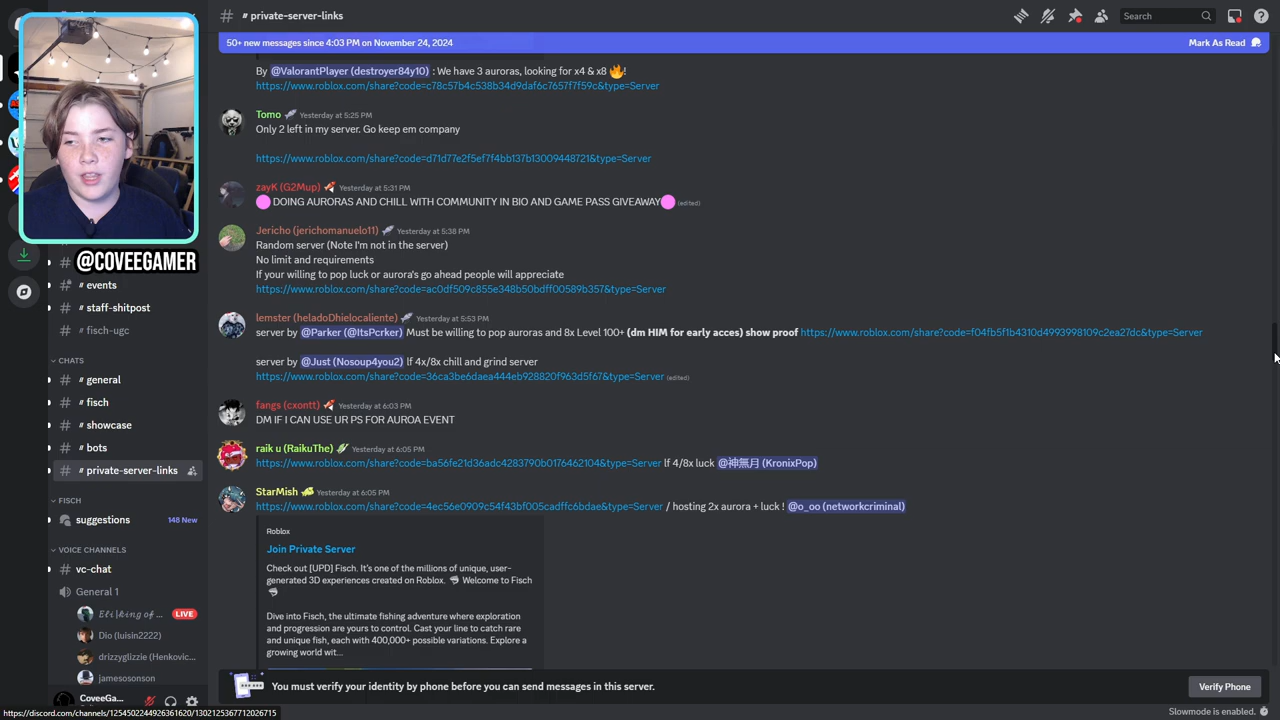 # private-server-links
Search
50+ new messages since 4:03 PM on November 24, 2024
Mark As Read
By @ValorantPlayer (destroyer84y10) : We have 3 auroras, looking for x4 & x8 🔥!
https://www.roblox.com/share?code=c78c57b4c538b34d9daf6c7657f7f59c&type=Server
Tomo Yesterday at 5:25 PM
Only 2 left in my server. Go keep em company
https://www.roblox.com/share?code=d71d77e2f5ef7f4bb137b13009448721&type=Server
zayK (G2Mup) Yesterday at 5:31 PM
DOING AURORAS AND CHILL WITH COMMUNITY IN BIO AND GAME PASS GIVEAWAY (edited)
Jericho (jerichomanuelo11) Yesterday at 5:38 PM
Random server (Note I'm not in the server)
No limit and requirements
If your willing to pop luck or aurora's go ahead people will appreciate
https://www.roblox.com/share?code=ac0df509c855e348b50bdff00589b357&type=Server
lemster (heladoDhielocaliente) Yesterday at 5:53 PM
server by @Parker (@ItsPcrker) Must be willing to pop auroras and 8x Level 100+ (dm HIM for early acces) show proof https://www.roblox.com/share?code=f04fb5f1b4310d4993998109c2ea27dc&type=Server
server by @Just (Nosoup4you2) lf 4x/8x chill and grind server
https://www.roblox.com/share?code=36ca3be6daea444eb928820f963d5f67&type=Server (edited)
fangs (cxontt) Yesterday at 6:03 PM
DM IF I CAN USE UR PS FOR AUROA EVENT
raik u (RaikuThe) Yesterday at 6:05 PM
https://www.roblox.com/share?code=ba56fe21d36adc4283790b0176462104&type=Server lf 4/8x luck @神無月 (KronixPop)
StarMish Yesterday at 6:05 PM
https://www.roblox.com/share?code=4ec56e0909c54f43bf005cadffc6bdae&type=Server / hosting 2x aurora + luck ! @o_oo (networkcriminal)
Roblox
Join Private Server
Check out [UPD] Fisch. It's one of the millions of unique, user-
generated 3D experiences created on Roblox. 🦈 Welcome to Fisch
🦈
Dive into Fisch, the ultimate fishing adventure where exploration
and progression are yours to control. Cast your line to catch rare
and unique fish, each with 400,000+ possible variations. Explore a
growing world wit...
You must verify your identity by phone before you can send messages in this server.
Verify Phone
Slowmode is enabled.
@COVEEGAMER
events
staff-shitpost
fisch-ugc
CHATS
general
fisch
showcase
bots
private-server-links
FISCH
suggestions 148 New
VOICE CHANNELS
vc-chat
General 1
LIVE
Dio (luisin2222)
drizzyglizzie (Henkovic...
jamesosonson
CoveeGa...
https://discord.com/channels/1254502244926361620/1302125367712026715